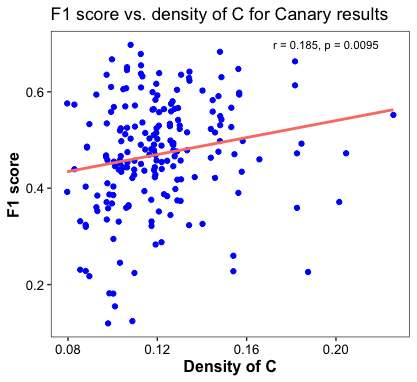 F1 score vs. density of C for Canary results
r = 0.185, p = 0.0095
F1 score
0.6
0.4
0.2
0.08
0.12
0.16
0.20
Density of C